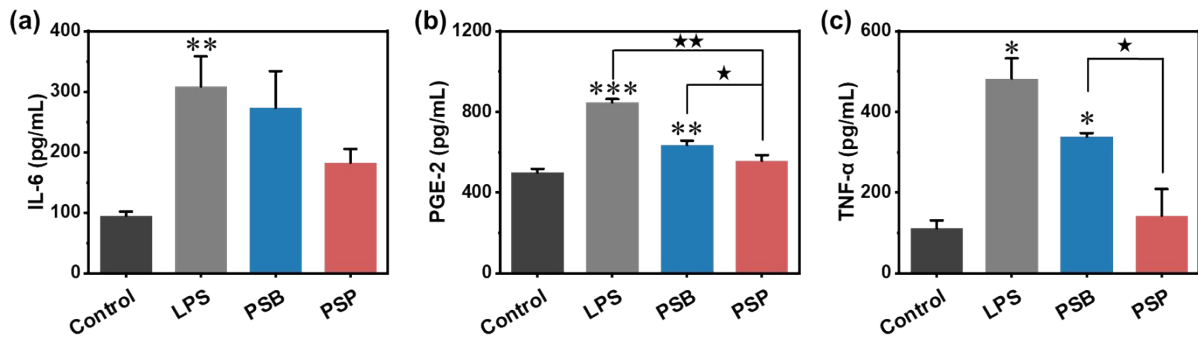 (a)
IL-6 (pg/mL)
400
300
200
100
0
**
Control
LPS
PSB
PSP
(b)
PGE-2 (pg/mL)
1200
800
400
0
★★
★
***
**
Control
LPS
PSB
PSP
(c)
TNF-α (pg/mL)
600
400
200
0
★
*
*
Control
LPS
PSB
PSP